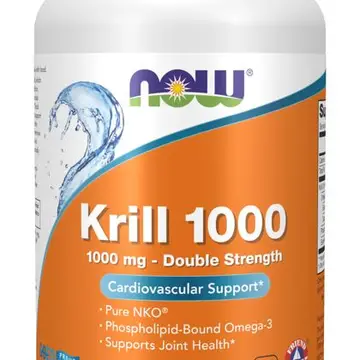 now®
Krill 1000
1000 mg - Double Strength
Cardiovascular Support*
• Pure NKO®
• Phospholipid-Bound Omega-3
• Supports Joint Health*